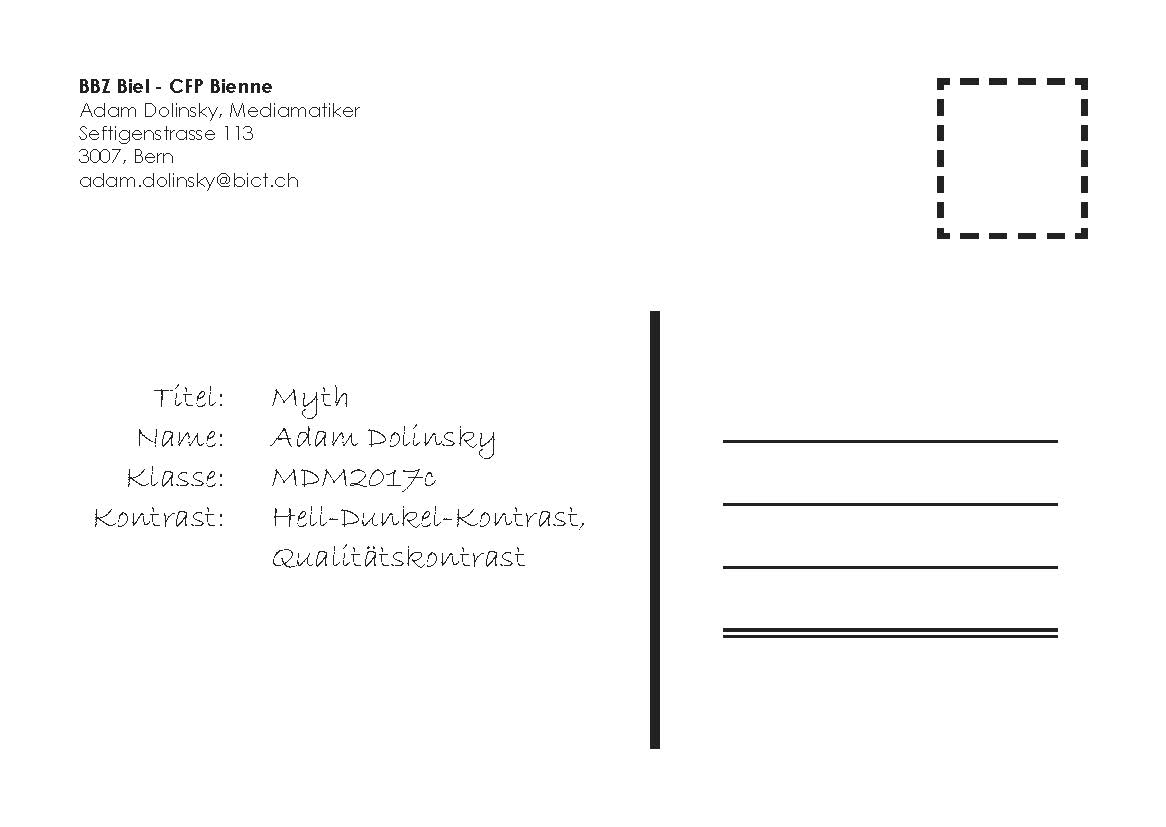 BBZ Biel - CFP Bienne
Adam Dolinsky, Mediamatiker
Seftigenstrasse 113
3007, Bern
adam.dolinsky@bict.ch
Titel: Myth
Name: Adam Dolinsky
Klasse: MDM2017c
Kontrast: Hell-Dunkel-Kontrast,
Qualitätskontrast